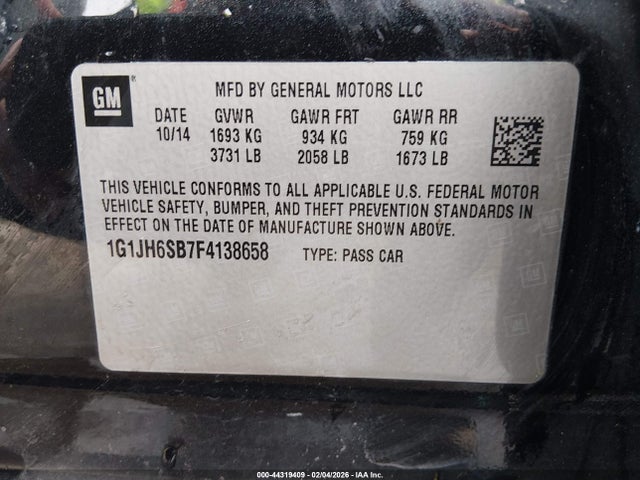 GM
®
MFD BY GENERAL MOTORS LLC
DATE GVWR GAWR FRT GAWR RR
10/14 1693 KG 934 KG 759 KG
3731 LB 2058 LB 1673 LB
THIS VEHICLE CONFORMS TO ALL APPLICABLE U.S. FEDERAL MOTOR
VEHICLE SAFETY, BUMPER, AND THEFT PREVENTION STANDARDS IN
EFFECT ON THE DATE OF MANUFACTURE SHOWN ABOVE.
1G1JH6SB7F4138658 TYPE: PASS CAR
000-44319409 - 02/04/2026 - IAA Inc.